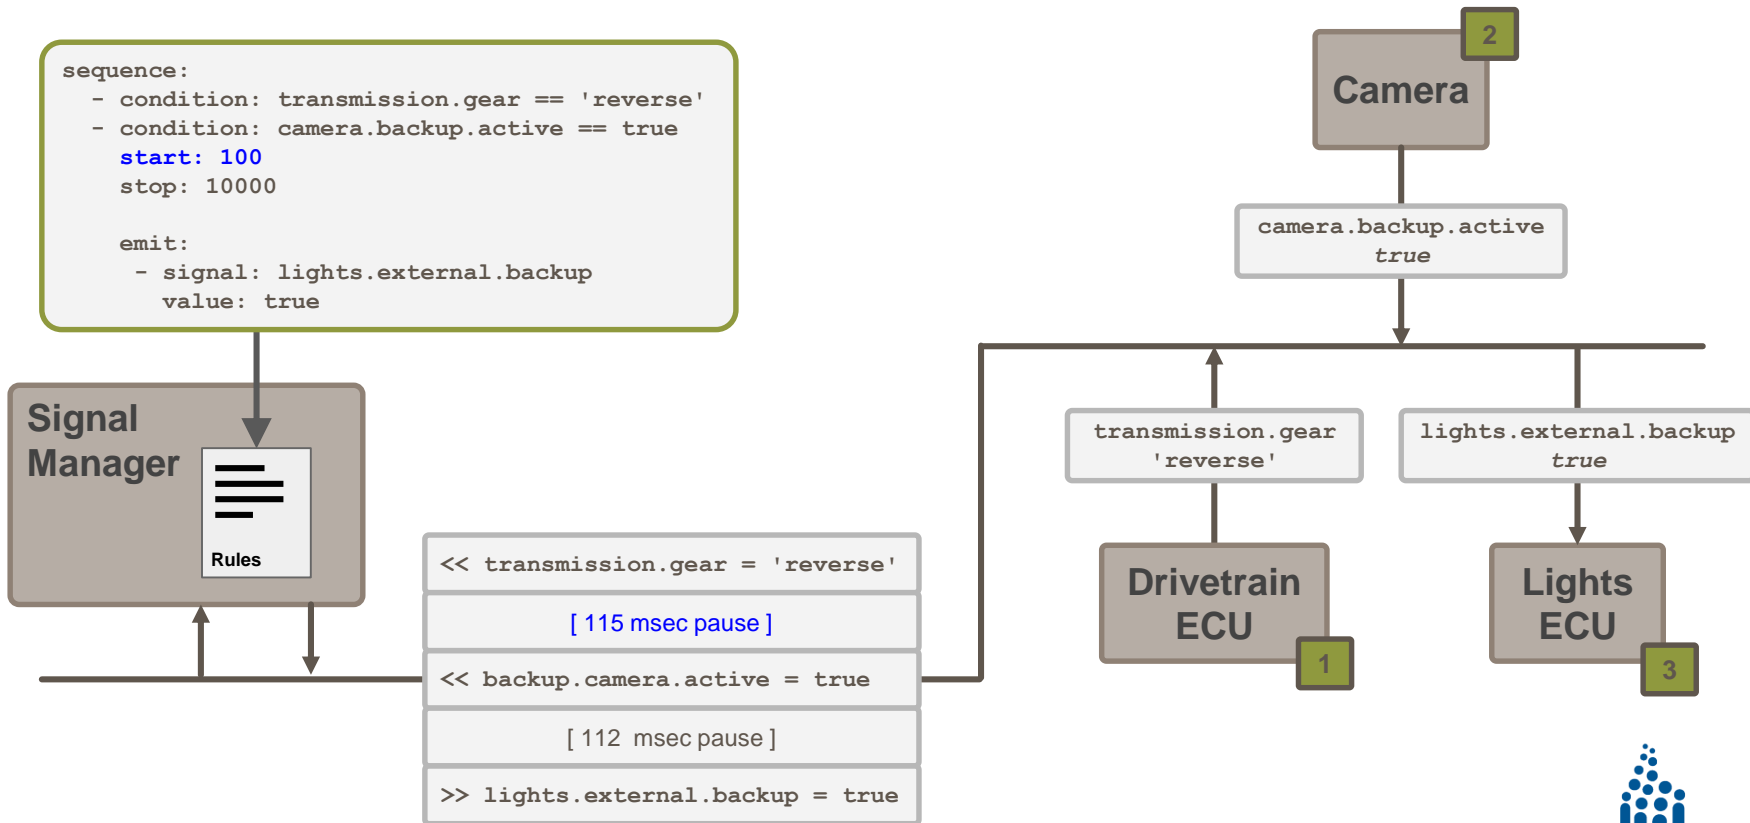 sequence:
  - condition: transmission.gear == 'reverse'
  - condition: camera.backup.active == true
    start: 100
    stop: 10000
    emit:
     - signal: lights.external.backup
       value: true
Signal
Manager
Rules
<< transmission.gear = 'reverse'
[ 115 msec pause ]
<< backup.camera.active = true
[ 112 msec pause ]
>> lights.external.backup = true
2
Camera
camera.backup.active
true
transmission.gear
'reverse'
lights.external.backup
true
Drivetrain
ECU
1
Lights
ECU
3